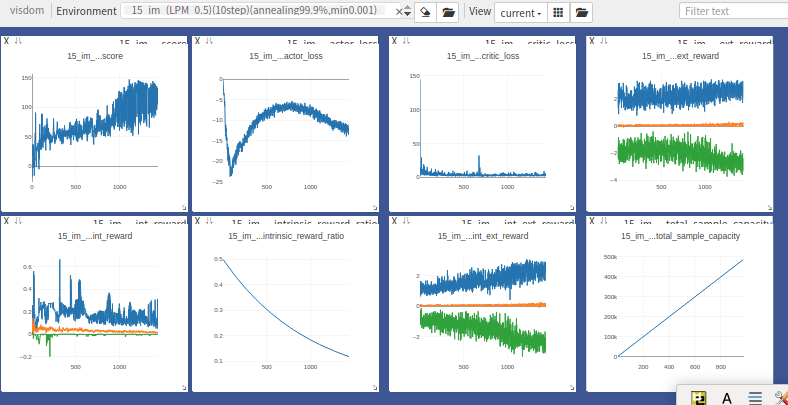 visdom Environment 15_im_(LPM_0.5)(10step)(annealing99.9%,min0.001) View current Filter text
X 15_im_...score X 15_im_...actor_loss X 15_im_...critic_loss X 15_im_...ext_reward
15_im_...score 15_im_...actor_loss 15_im_...critic_loss 15_im_...ext_reward
150 100 50 0
0 500 1000
0 −5 −10 −15 −20 −25
500 1000
150 100 50 0
500 1000
2 0 −2 −4
500 1000
X 15_im_...int_reward X 15_im_...intrinsic_reward_ratio X 15_im_...int_ext_reward X 15_im_...total_sample_capacity
15_im_...int_reward 15_im_...intrinsic_reward_ratio 15_im_...int_ext_reward 15_im_...total_sample_capacity
0.6 0.4 0.2 0 −0.2
500 1000
0.5 0.4 0.3 0.2 0.1
500 1000
2 0 −2
500 1000
500k 400k 300k 200k 100k 0
200 400 600 800
A